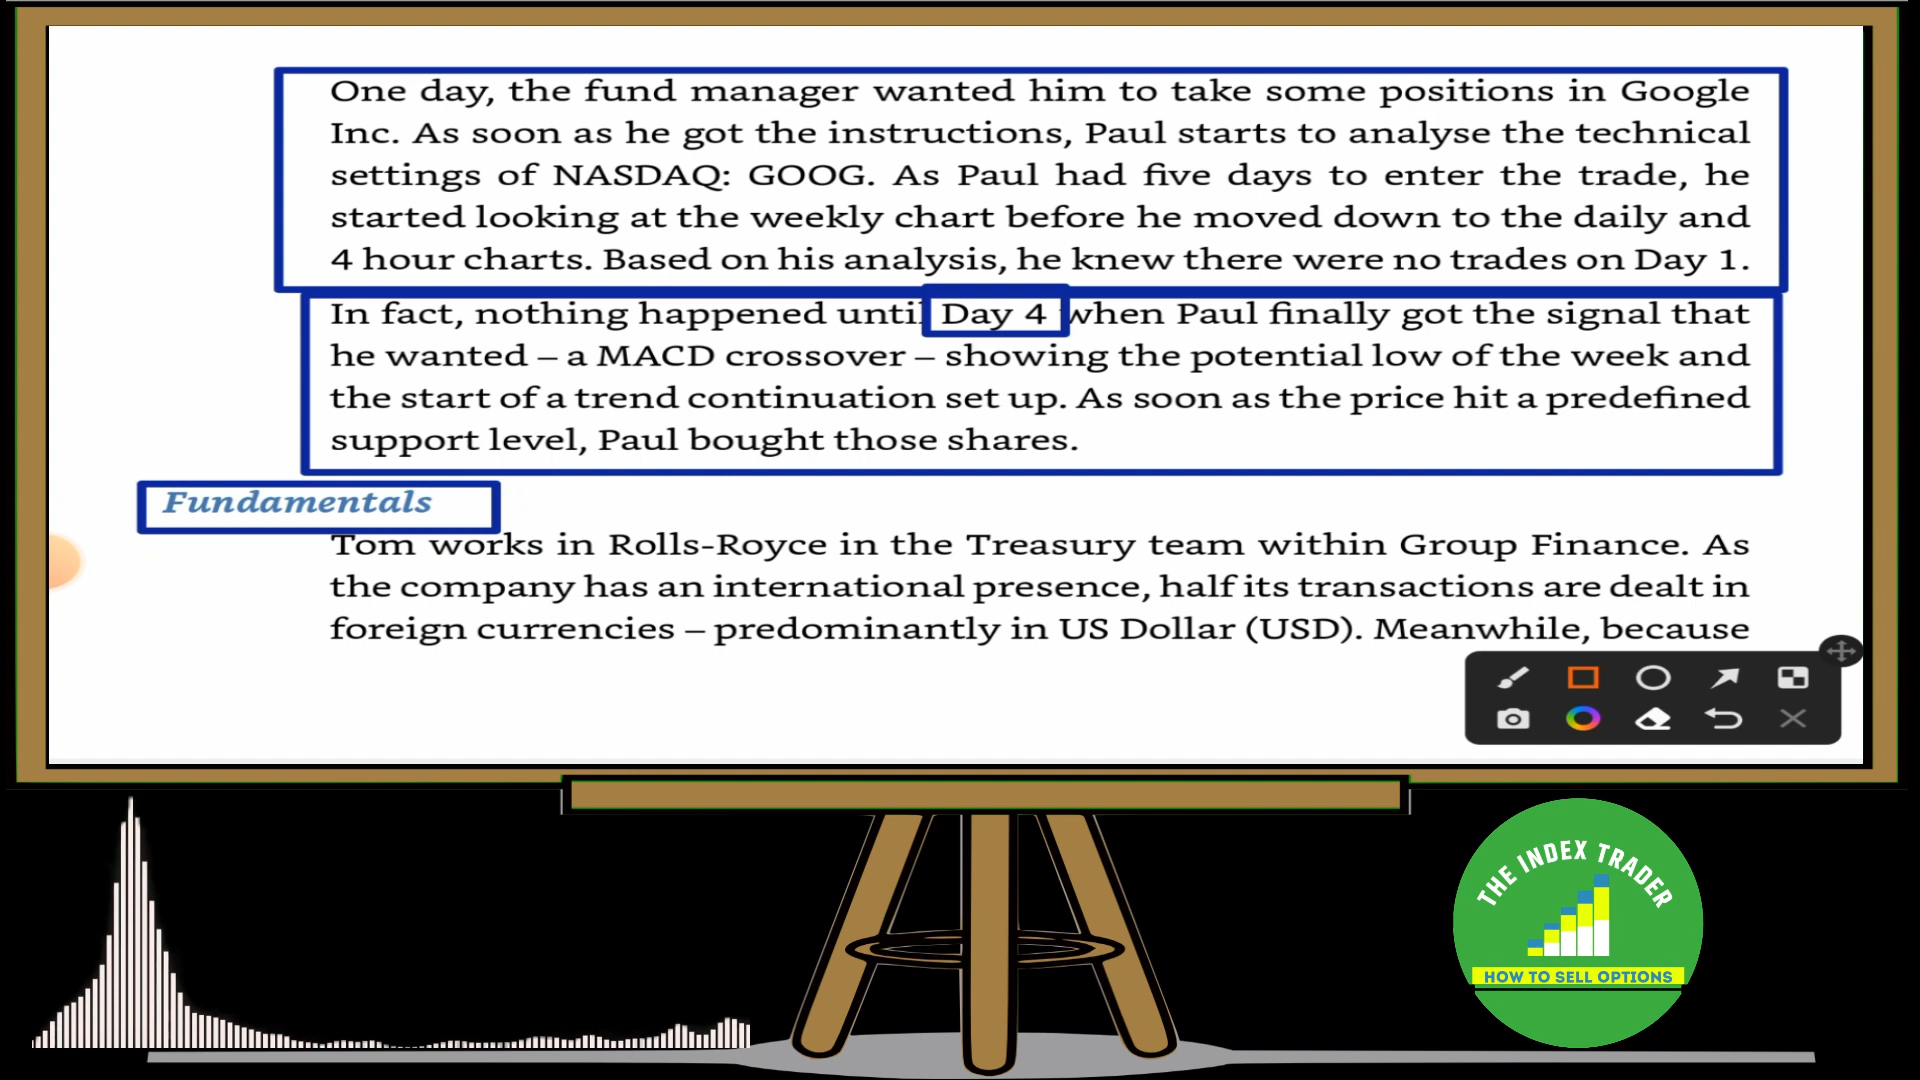 One day, the fund manager wanted him to take some positions in Google
Inc. As soon as he got the instructions, Paul starts to analyse the technical
settings of NASDAQ: GOOG. As Paul had five days to enter the trade, he
started looking at the weekly chart before he moved down to the daily and
4 hour charts. Based on his analysis, he knew there were no trades on Day 1.
In fact, nothing happened until Day 4 when Paul finally got the signal that
he wanted – a MACD crossover – showing the potential low of the week and
the start of a trend continuation set up. As soon as the price hit a predefined
support level, Paul bought those shares.
Fundamentals
Tom works in Rolls-Royce in the Treasury team within Group Finance. As
the company has an international presence, half its transactions are dealt in
foreign currencies – predominantly in US Dollar (USD). Meanwhile, because
THE INDEX TRADER
HOW TO SELL OPTIONS